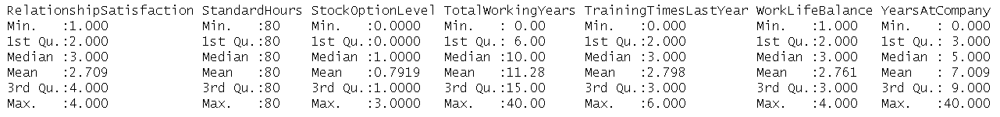 RelationshipSatisfaction StandardHours StockOptionLevel TotalWorkingYears TrainingTimesLastYear WorkLifeBalance YearsAtCompany
Min.   :1.000 Min.   :80 Min.   :0.0000 Min.   : 0.00 Min.   :0.000 Min.   :1.000 Min.   : 0.000
1st Qu.:2.000 1st Qu.:80 1st Qu.:0.0000 1st Qu.: 6.00 1st Qu.:2.000 1st Qu.:2.000 1st Qu.: 3.000
Median :3.000 Median :80 Median :1.0000 Median :10.00 Median :3.000 Median :3.000 Median : 5.000
Mean   :2.709 Mean   :80 Mean   :0.7919 Mean   :11.28 Mean   :2.798 Mean   :2.761 Mean   : 7.009
3rd Qu.:4.000 3rd Qu.:80 3rd Qu.:1.0000 3rd Qu.:15.00 3rd Qu.:3.000 3rd Qu.:3.000 3rd Qu.: 9.000
Max.   :4.000 Max.   :80 Max.   :3.0000 Max.   :40.00 Max.   :6.000 Max.   :4.000 Max.   :40.000